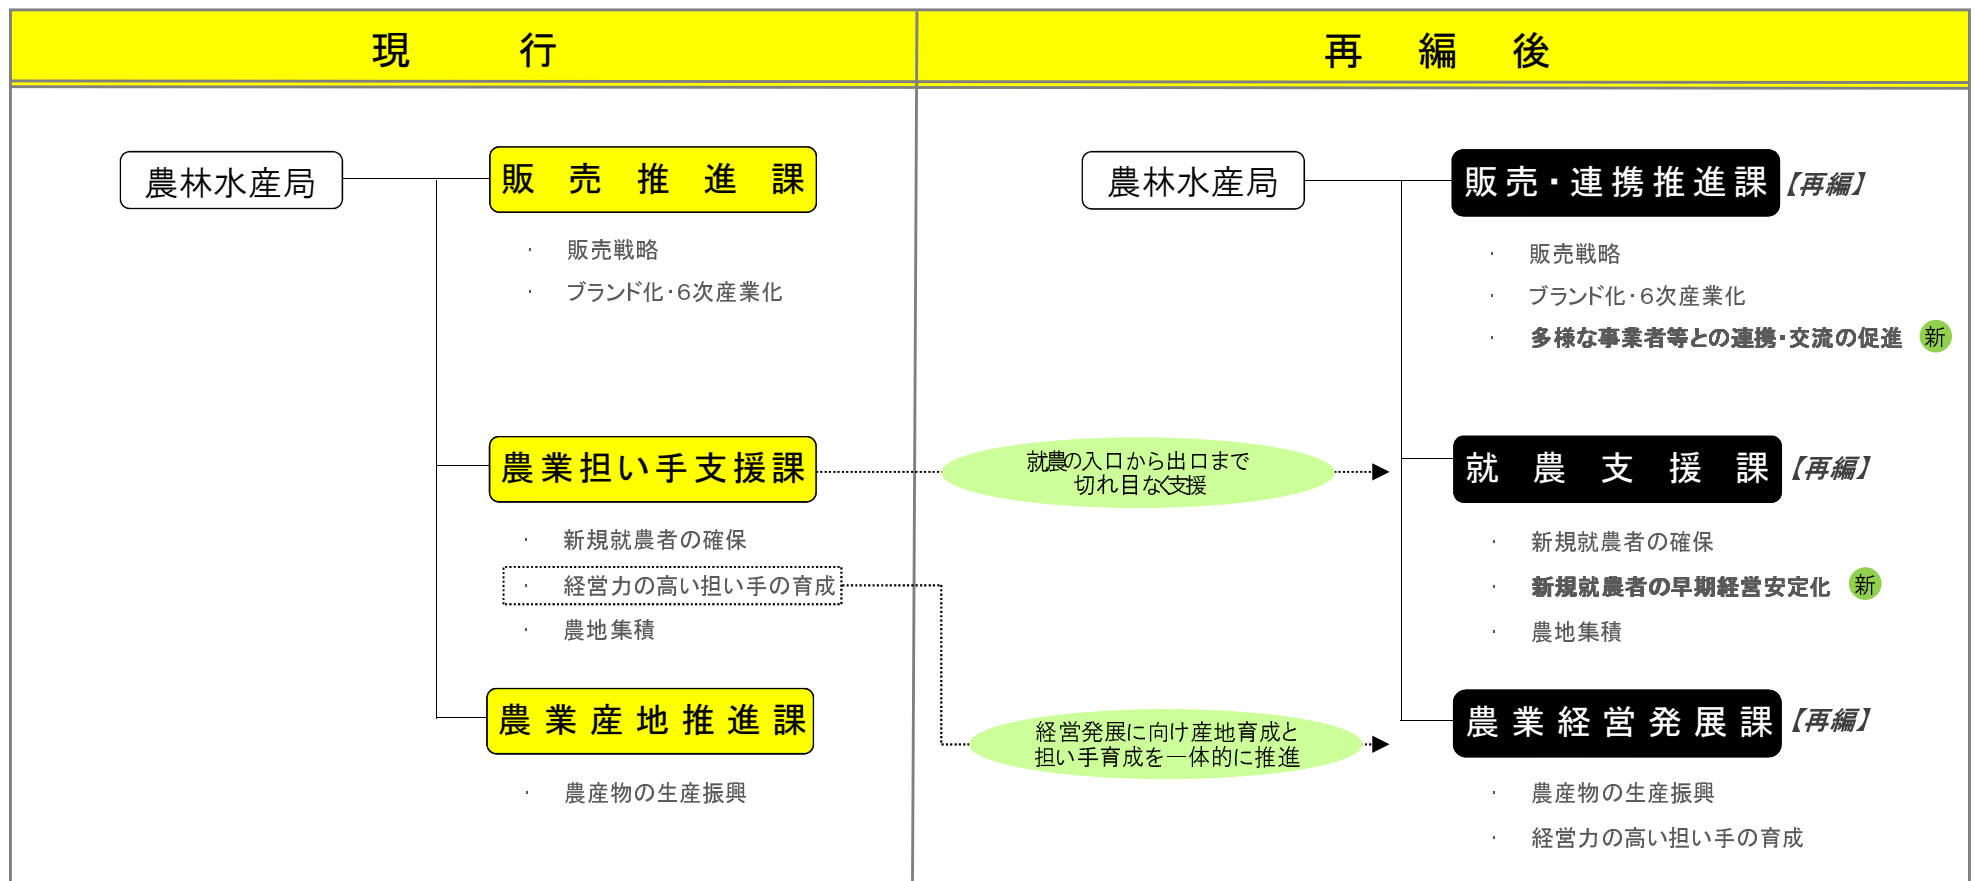 現行
農林水産局
販売推進課
・ 販売戦略
・ ブランド化・6次産業化
農業担い手支援課
・ 新規就農者の確保
・ 経営力の高い担い手の育成
・ 農地集積
農業産地推進課
・ 農産物の生産振興
就農の入口から出口まで
切れ目なく支援
経営発展に向け産地育成と
担い手育成を一体的に推進
再編後
農林水産局
販売・連携推進課 【再編】
・ 販売戦略
・ ブランド化・6次産業化
・ 多様な事業者等との連携・交流の促進 新
就農支援課 【再編】
・ 新規就農者の確保
・ 新規就農者の早期経営安定化 新
・ 農地集積
農業経営発展課 【再編】
・ 農産物の生産振興
・ 経営力の高い担い手の育成